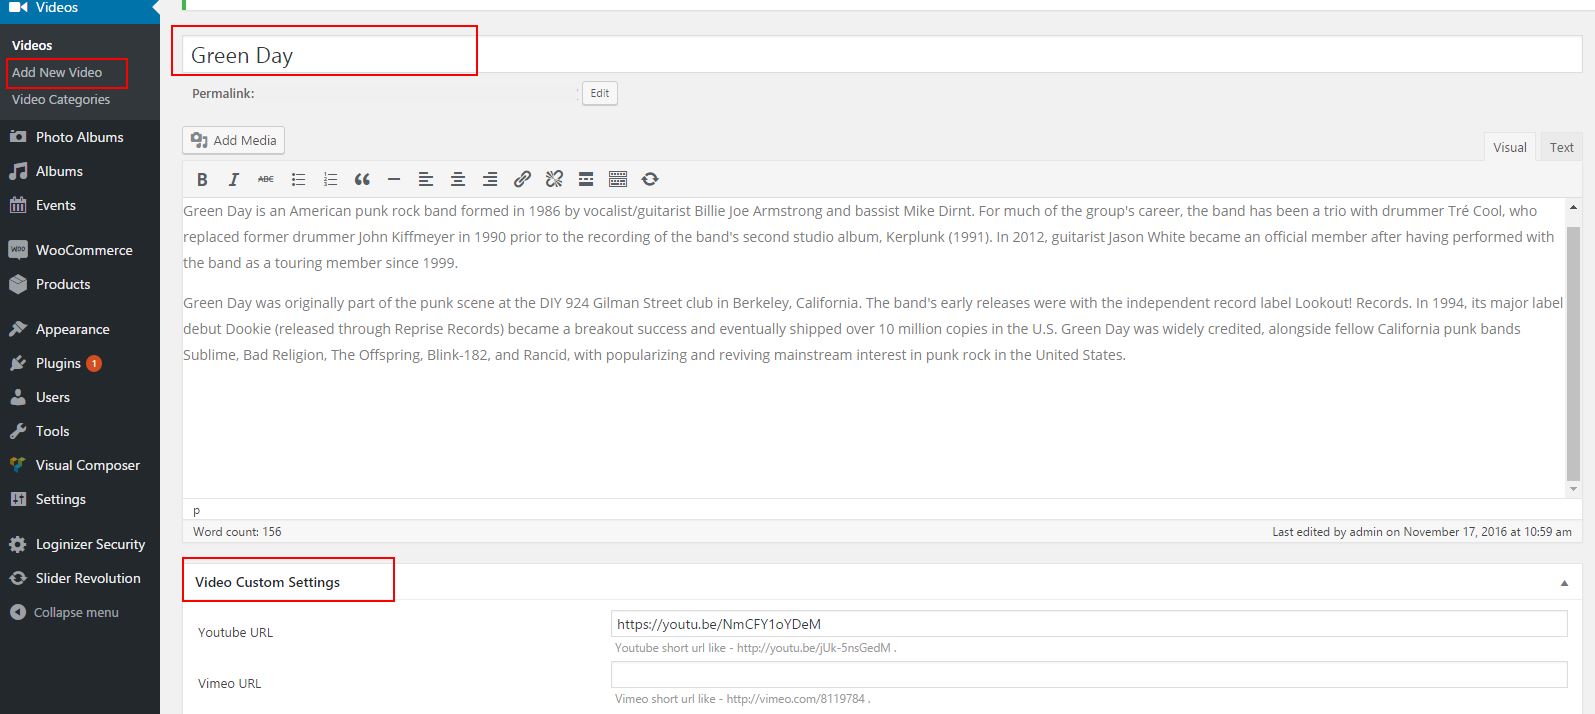 Videos
Videos
Add New Video
Video Categories
Photo Albums
Albums
Events
WOO WooCommerce
Products
Appearance
Plugins 1
Users
Tools
Visual Composer
Settings
Loginizer Security
Slider Revolution
Collapse menu
Green Day
Permalink: Edit
Add Media
Visual Text
B I ABC
Green Day is an American punk rock band formed in 1986 by vocalist/guitarist Billie Joe Armstrong and bassist Mike Dirnt. For much of the group's career, the band has been a trio with drummer Tré Cool, who
replaced former drummer John Kiffmeyer in 1990 prior to the recording of the band's second studio album, Kerplunk (1991). In 2012, guitarist Jason White became an official member after having performed with
the band as a touring member since 1999.
Green Day was originally part of the punk scene at the DIY 924 Gilman Street club in Berkeley, California. The band's early releases were with the independent record label Lookout! Records. In 1994, its major label
debut Dookie (released through Reprise Records) became a breakout success and eventually shipped over 10 million copies in the U.S. Green Day was widely credited, alongside fellow California punk bands
Sublime, Bad Religion, The Offspring, Blink-182, and Rancid, with popularizing and reviving mainstream interest in punk rock in the United States.
p
Word count: 156 Last edited by admin on November 17, 2016 at 10:59 am
Video Custom Settings
Youtube URL https://youtu.be/NmCFY1oYDeM
Youtube short url like - http://youtu.be/jUk-5nsGedM .
Vimeo URL
Vimeo short url like - http://vimeo.com/8119784 .